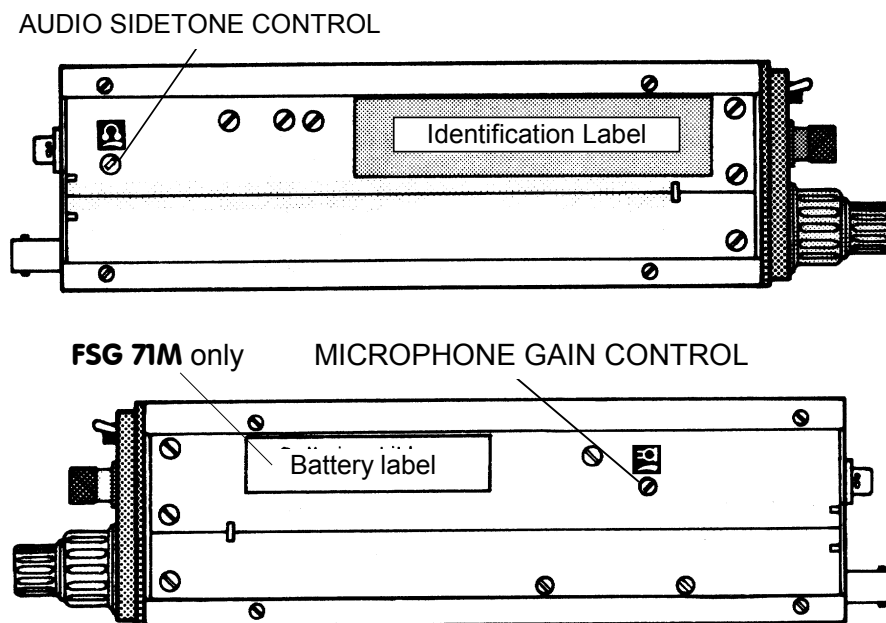 AUDIO SIDETONE CONTROL
Identification Label
FSG 71M only
MICROPHONE GAIN CONTROL
Battery label